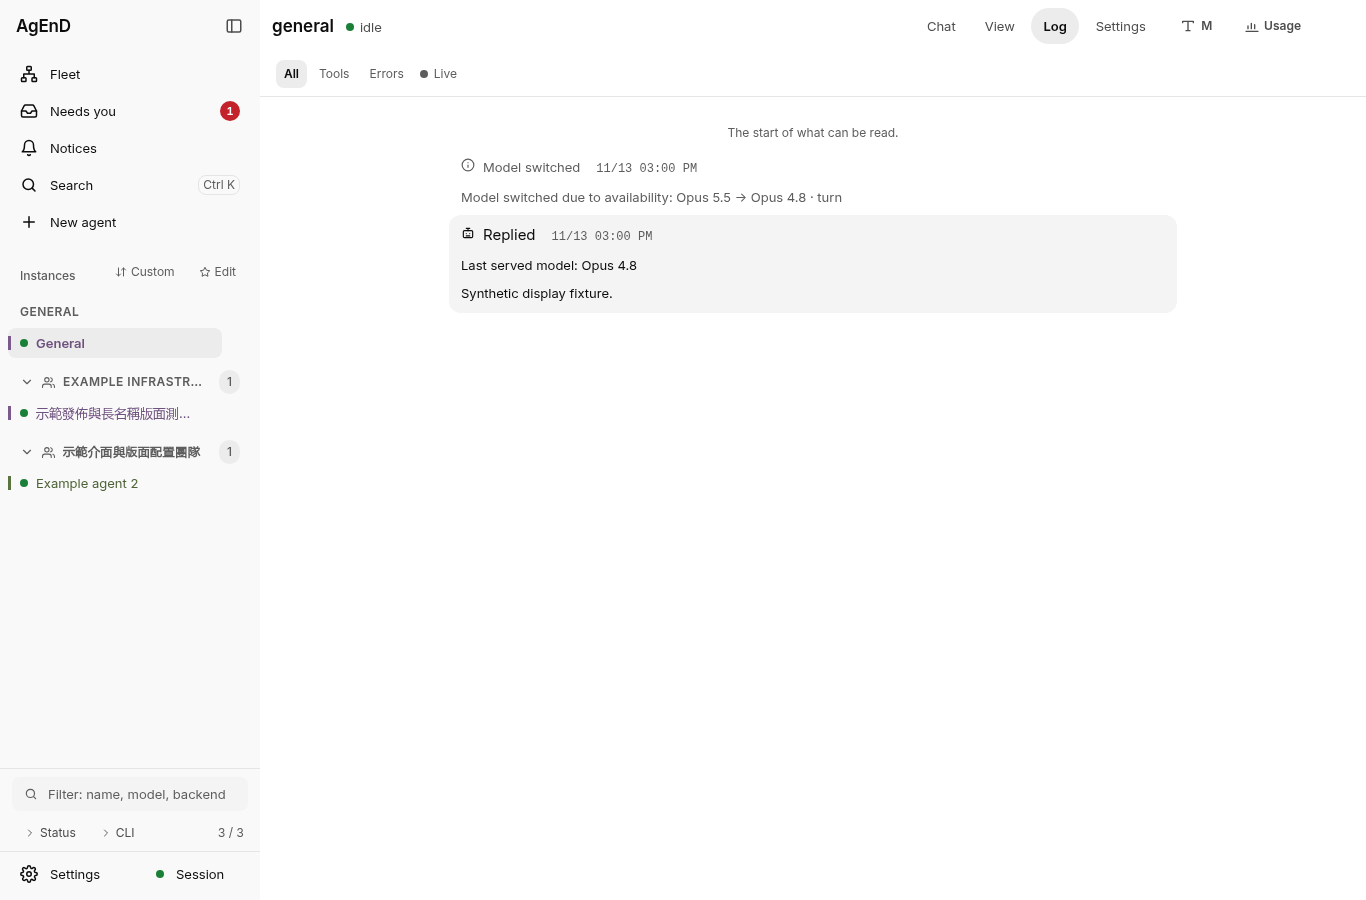 AgEnD
Fleet
Needs you 1
Notices
Search Ctrl K
New agent
Instances Custom Edit
GENERAL
General
EXAMPLE INFRASTR... 1
示範發佈與長名稱版面測...
示範介面與版面配置團隊 1
Example agent 2
Filter: name, model, backend
Status CLI 3 / 3
Settings Session
general idle
Chat View Log Settings M Usage
All Tools Errors Live
The start of what can be read.
Model switched 11/13 03:00 PM
Model switched due to availability: Opus 5.5 → Opus 4.8 · turn
Replied 11/13 03:00 PM
Last served model: Opus 4.8
Synthetic display fixture.